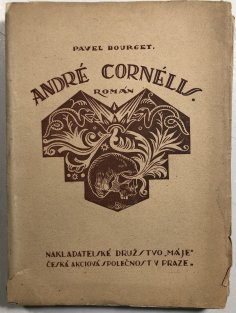 PAVEL BOURGET.
ANDRÉ CORNÉLIS.
ROMÁN
NAKLADATELSKÉ DRUŽSTVO „MÁJE"
ČESKÁ AKCIOVÁ SPOLEČNOST V PRAZE.